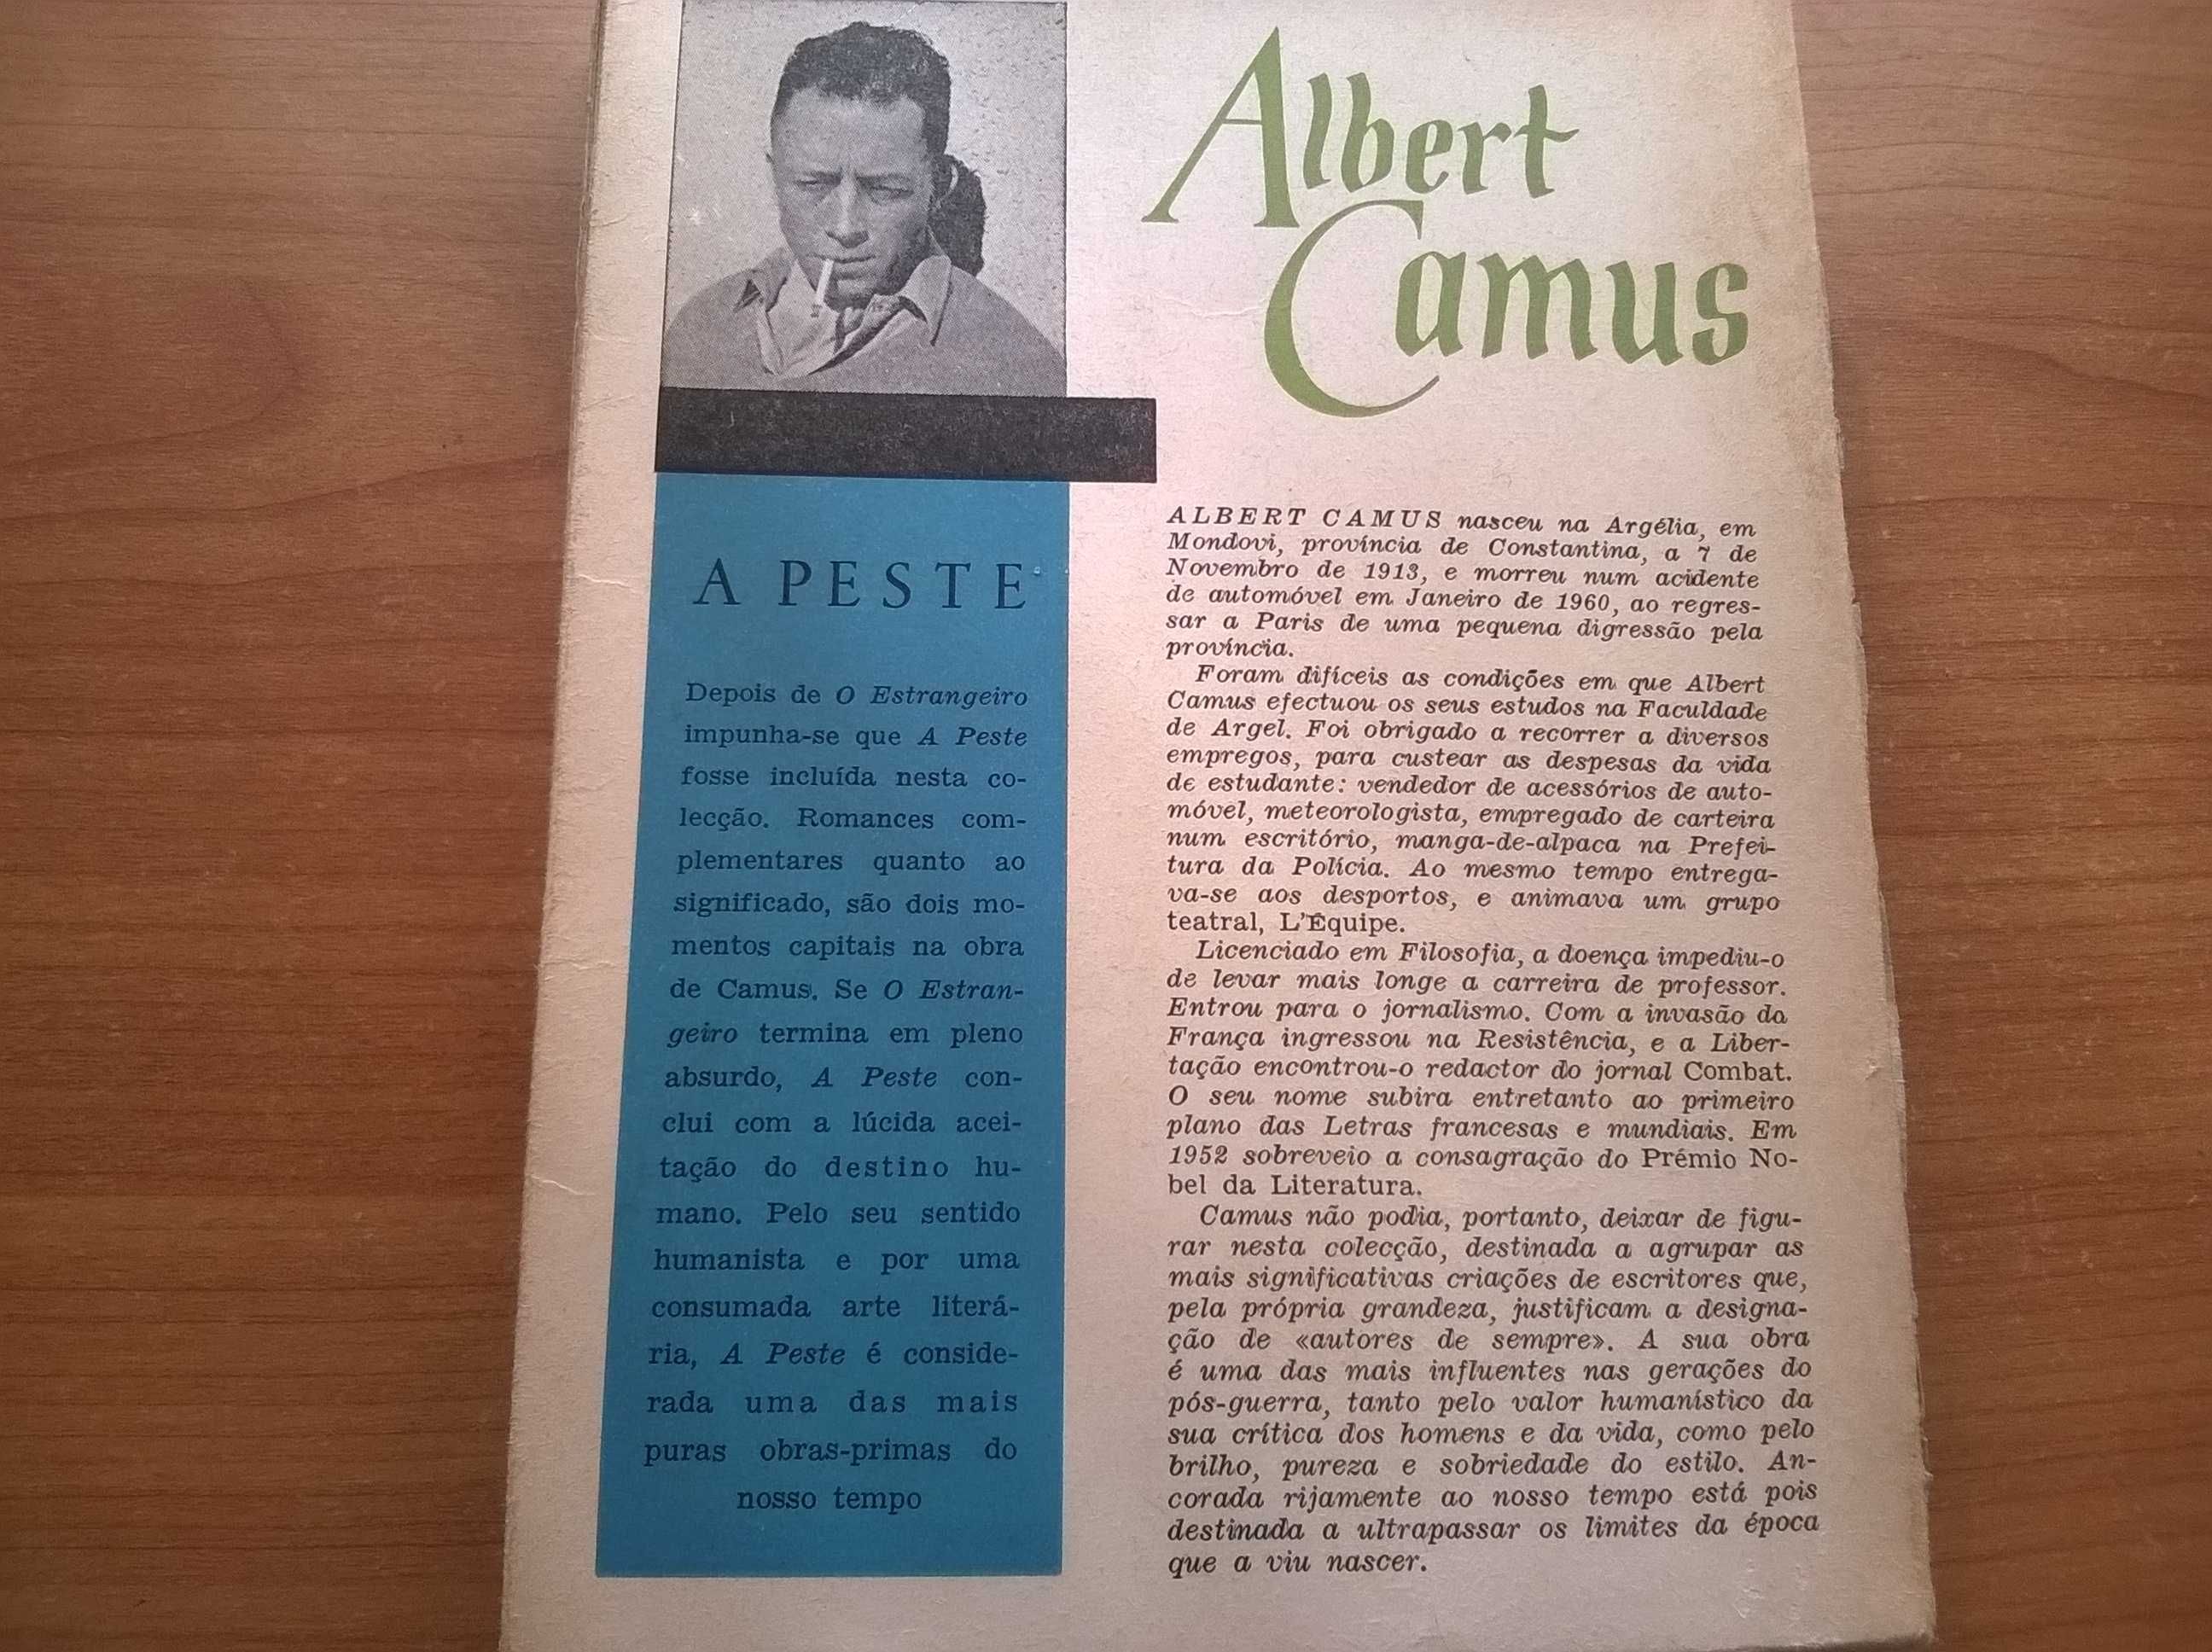 Albert
Camus
A PESTE
Depois de O Estrangeiro
impunha-se que A Peste
fosse incluída nesta co-
lecção. Romances com-
plementares quanto ao
significado, são dois mo-
mentos capitais na obra
de Camus. Se O Estran-
geiro termina em pleno
absurdo, A Peste con-
clui com a lúcida acei-
tação do destino hu-
mano. Pelo seu sentido
humanista e por uma
consumada arte literá-
ria, A Peste é conside-
rada uma das mais
puras obras-primas do
nosso tempo
ALBERT CAMUS nasceu na Argélia, em
Mondovi, província de Constantina, a 7 de
Novembro de 1913, e morreu num acidente
de automóvel em Janeiro de 1960, ao regres-
sar a Paris de uma pequena digressão pela
província.
Foram difíceis as condições em que Albert
Camus efectuou os seus estudos na Faculdade
de Argel. Foi obrigado a recorrer a diversos
empregos, para custear as despesas da vida
de estudante: vendedor de acessórios de auto-
móvel, meteorologista, empregado de carteira
num escritório, manga-de-alpaca na Prefei-
tura da Polícia. Ao mesmo tempo entrega-
va-se aos desportos, e animava um grupo
teatral, L'Équipe.
Licenciado em Filosofia, a doença impediu-o
de levar mais longe a carreira de professor.
Entrou para o jornalismo. Com a invasão da
França ingressou na Resistência, e a Liber-
tação encontrou-o redactor do jornal Combat.
O seu nome subira entretanto ao primeiro
plano das Letras francesas e mundiais. Em
1952 sobreveio a consagração do Prémio No-
bel da Literatura.
Camus não podia, portanto, deixar de figu-
rar nesta colecção, destinada a agrupar as
mais significativas criações de escritores que,
pela própria grandeza, justificam a designa-
ção de «autores de sempre». A sua obra
é uma das mais influentes nas gerações do
pós-guerra, tanto pelo valor humanístico da
sua crítica dos homens e da vida, como pelo
brilho, pureza e sobriedade do estilo. An-
corada rijamente ao nosso tempo está pois
destinada a ultrapassar os limites da época
que a viu nascer.